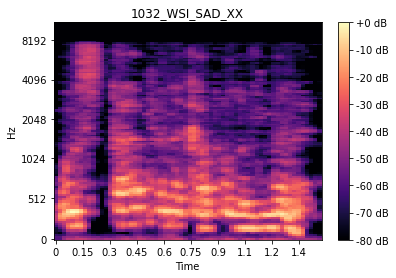 1032_WSI_SAD_XX
+0 dB
8192
-10 dB
4096
-20 dB
-30 dB
2048
Hz
-40 dB
1024
-50 dB
512
-60 dB
-70 dB
0
-80 dB
0 0.15 0.3 0.45 0.6 0.75 0.9 1.1 1.2 1.4
Time